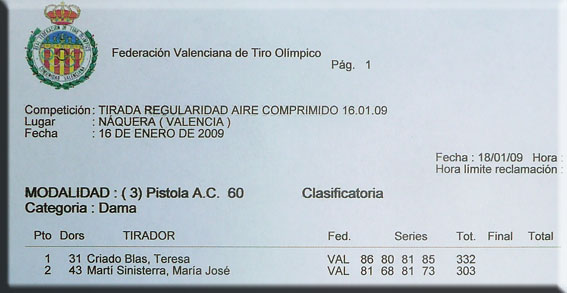 Federación Valenciana de Tiro Olímpico
Pág. 1
Competición : TIRADA REGULARIDAD AIRE COMPRIMIDO 16.01.09
Lugar : NÁQUERA ( VALENCIA )
Fecha : 16 DE ENERO DE 2009
Fecha : 18/01/09 Hora :
Hora límite reclamación :
MODALIDAD : ( 3) Pistola A.C. 60 Clasificatoria
Categoria : Dama
Pto Dors TIRADOR Fed. Series Tot. Final Total
1 31 Criado Blas, Teresa VAL 86 80 81 85 332
2 43 Martí Sinisterra, María José VAL 81 68 81 73 303